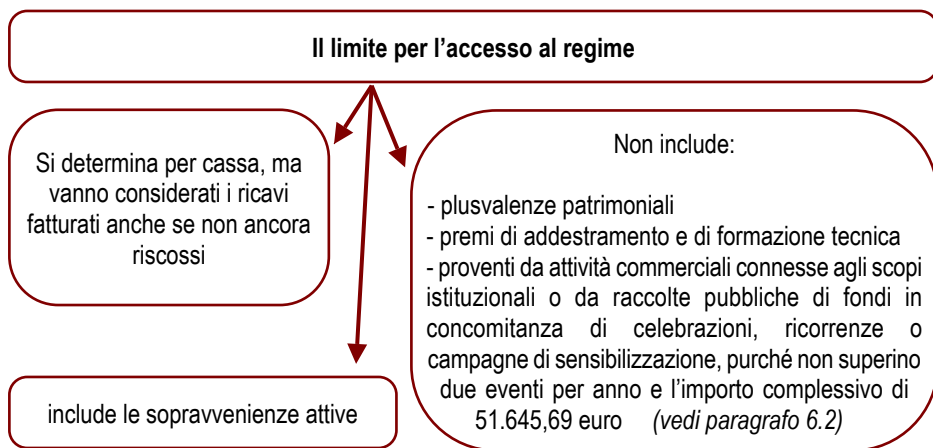 Il limite per l’accesso al regime
Si determina per cassa, ma
vanno considerati i ricavi
fatturati anche se non ancora
riscossi
include le sopravvenienze attive
Non include:
- plusvalenze patrimoniali
- premi di addestramento e di formazione tecnica
- proventi da attività commerciali connesse agli scopi
istituzionali o da raccolte pubbliche di fondi in
concomitanza di celebrazioni, ricorrenze o
campagne di sensibilizzazione, purché non superino
due eventi per anno e l’importo complessivo di
51.645,69 euro (vedi paragrafo 6.2)